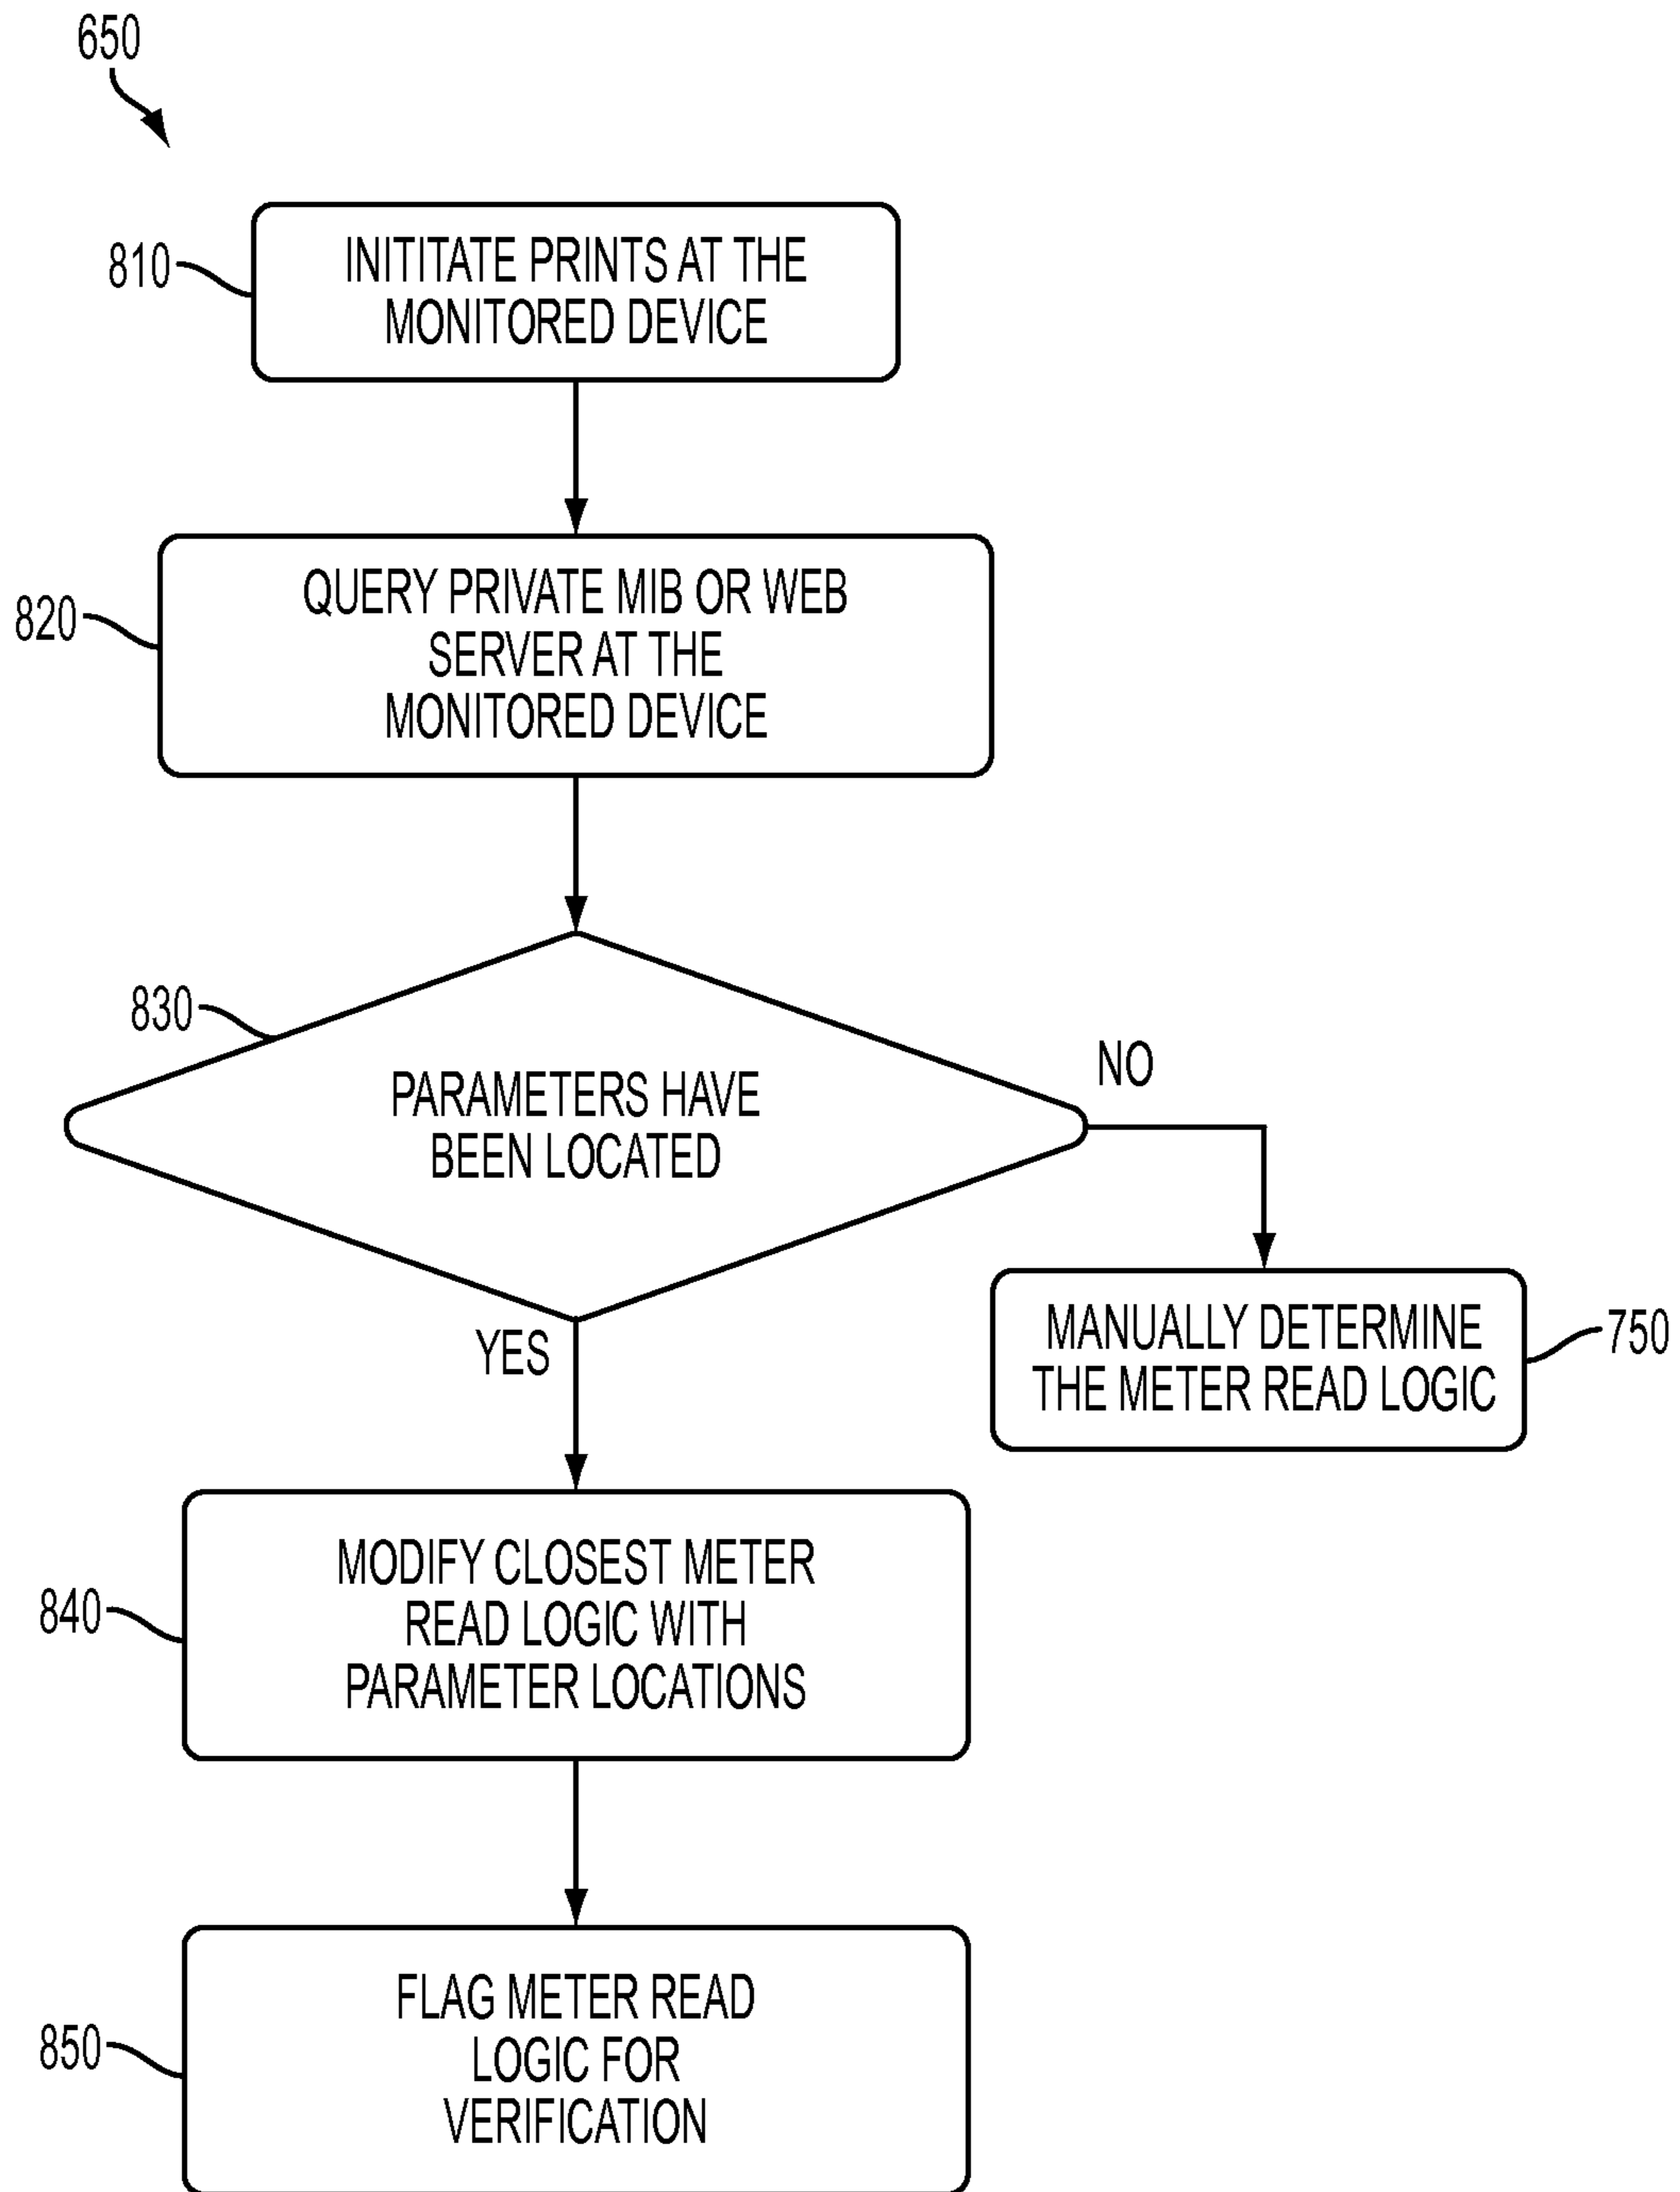 650
810
INITITATE PRINTS AT THE
MONITORED DEVICE
820
QUERY PRIVATE MIB OR WEB
SERVER AT THE
MONITORED DEVICE
830
PARAMETERS HAVE
BEEN LOCATED
NO
YES
MANUALLY DETERMINE
THE METER READ LOGIC
750
840
MODIFY CLOSEST METER
READ LOGIC WITH
PARAMETER LOCATIONS
850
FLAG METER READ
LOGIC FOR
VERIFICATION